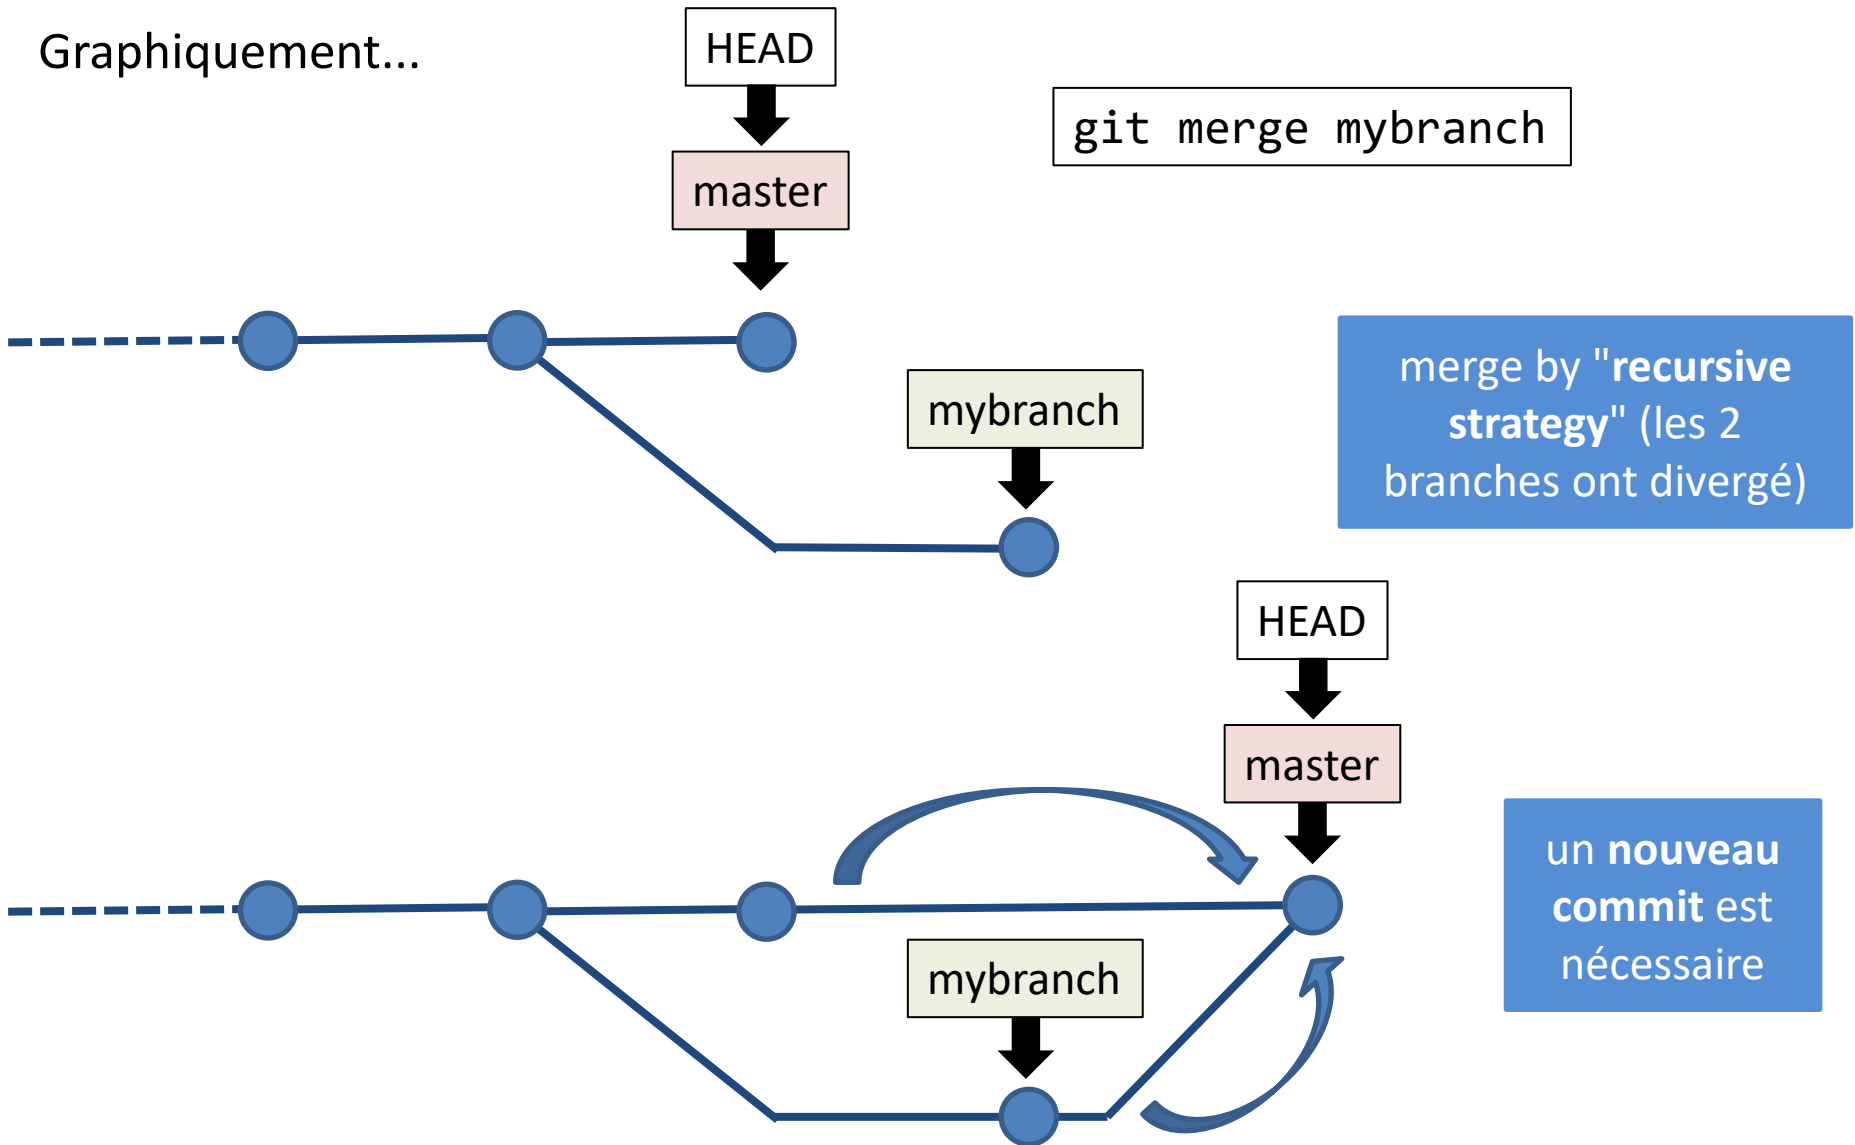 Graphiquement...
HEAD
git merge mybranch
master
merge by "recursive
strategy" (les 2
branches ont divergé)
mybranch
HEAD
master
un nouveau
commit est
nécessaire
mybranch